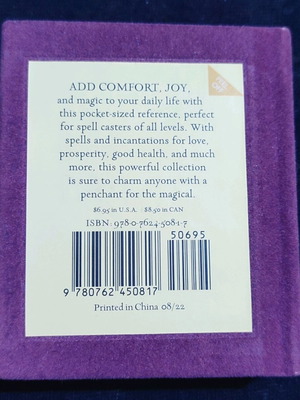 ADD COMFORT, JOY,
and magic to your daily life with
this pocket-sized reference, perfect
for spell casters of all levels. With
spells and incantations for love,
prosperity, good health, and much
more, this powerful collection
is sure to charm anyone with a
penchant for the magical.
$6.95 in U.S.A. $8.50 in CAN
ISBN: 978-0-7624-5081-7
50695
9 780762 450817
Printed in China 08/22